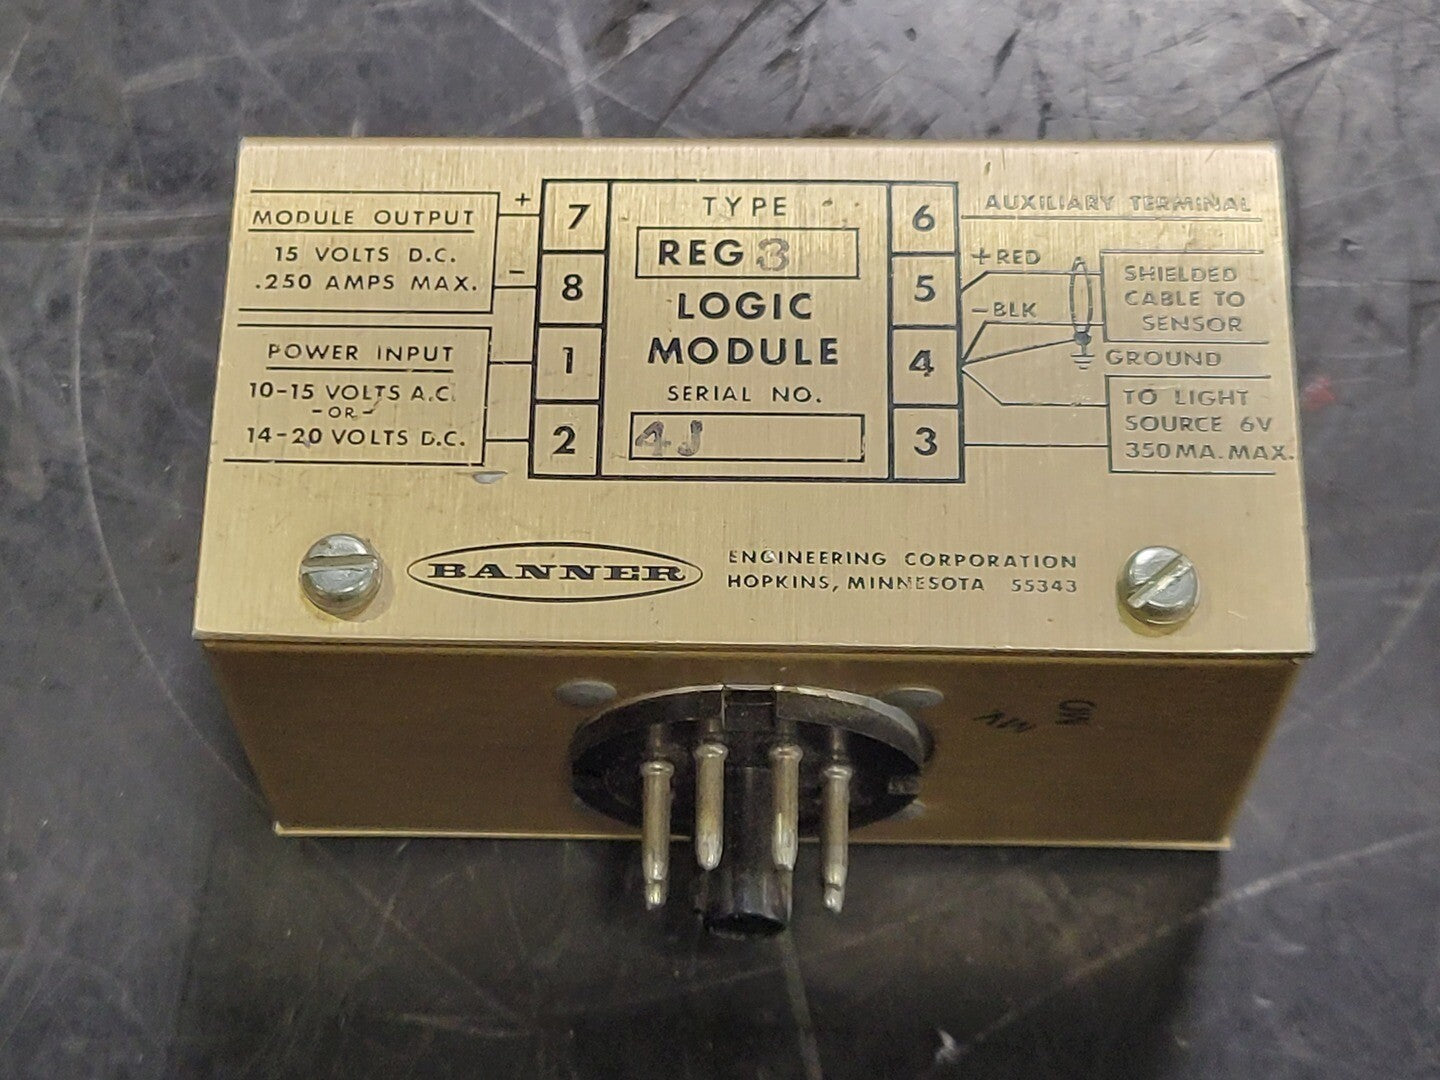 MODULE OUTPUT
15 VOLTS D.C.
.250 AMPS MAX.
+
−
POWER INPUT
10-15 VOLTS A.C.
-OR-
14-20 VOLTS D.C.
7
8
1
2
TYPE
REG 3
LOGIC
MODULE
SERIAL NO.
4J
6
5
4
3
AUXILIARY TERMINAL
+RED
−BLK
SHIELDED
CABLE TO
SENSOR
GROUND
TO LIGHT
SOURCE 6V
350MA. MAX.
BANNER
ENGINEERING CORPORATION
HOPKINS, MINNESOTA 55343